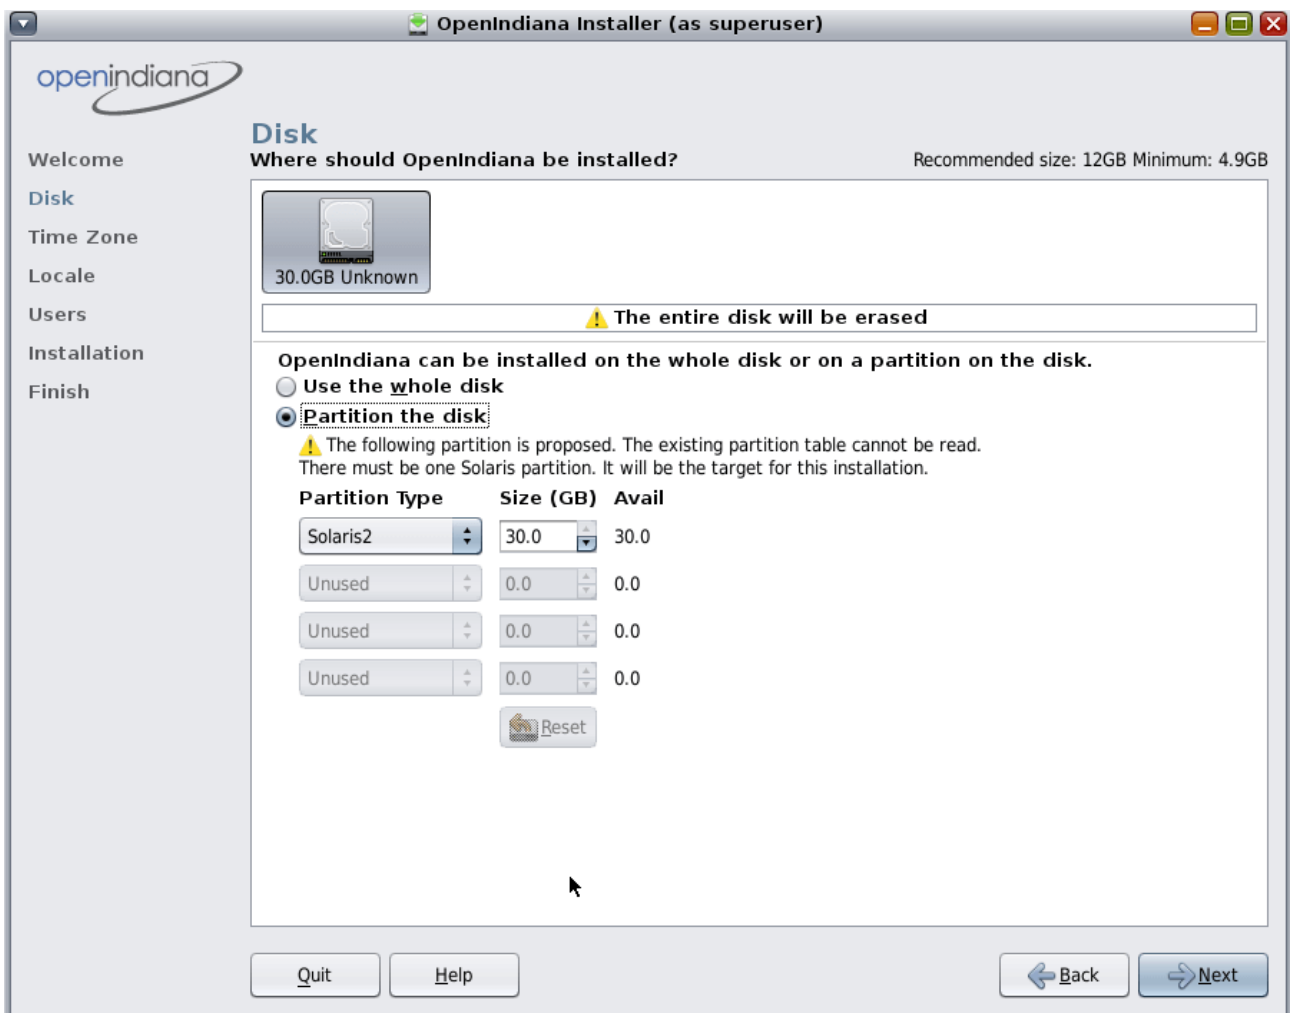 OpenIndiana Installer (as superuser)
openindiana
Disk
Where should OpenIndiana be installed?
Recommended size: 12GB Minimum: 4.9GB
Welcome
Disk
Time Zone
Locale
Users
Installation
Finish
30.0GB Unknown
The entire disk will be erased
OpenIndiana can be installed on the whole disk or on a partition on the disk.
Use the whole disk
Partition the disk
The following partition is proposed. The existing partition table cannot be read.
There must be one Solaris partition. It will be the target for this installation.
Partition Type Size (GB) Avail
Solaris2 30.0 30.0
Unused 0.0 0.0
Unused 0.0 0.0
Unused 0.0 0.0
Reset
Quit Help Back Next